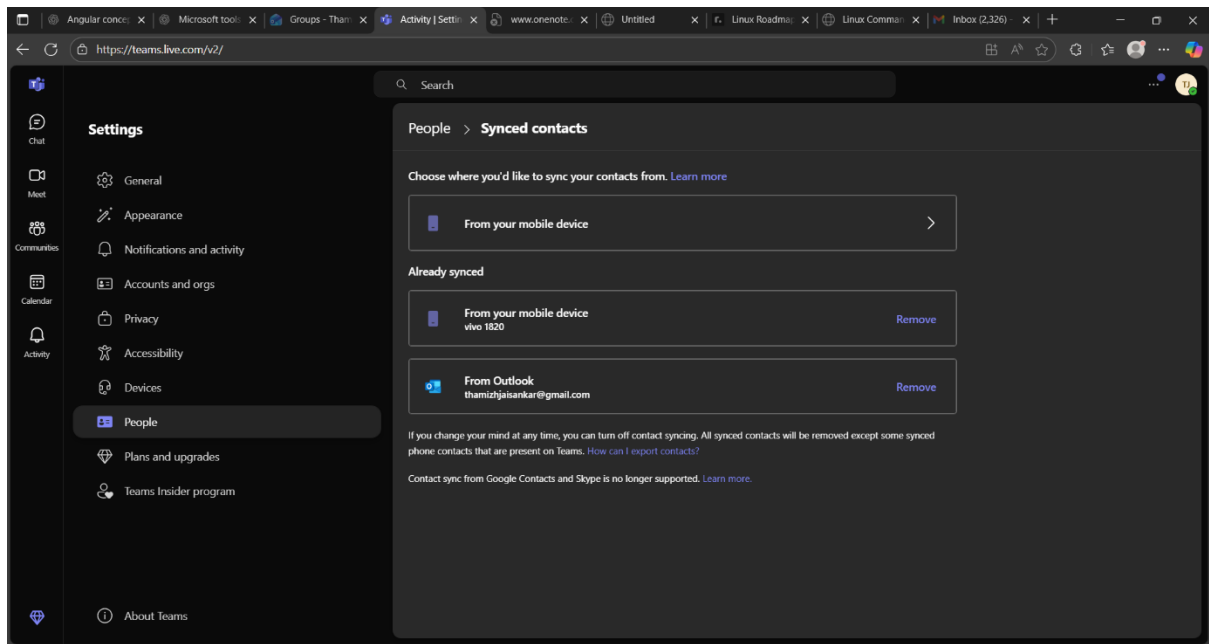 Angular concep
Microsoft tools
Groups - Tham
Activity | Settin
www.onenote.
Untitled
Linux Roadmap
Linux Comman
Inbox (2,326) -
https://teams.live.com/v2/
Search
TJ
Chat
Meet
Communities
Calendar
Activity
Settings
General
Appearance
Notifications and activity
Accounts and orgs
Privacy
Accessibility
Devices
People
Plans and upgrades
Teams Insider program
About Teams
People > Synced contacts
Choose where you'd like to sync your contacts from. Learn more
From your mobile device
Already synced
From your mobile device
vivo 1820
Remove
From Outlook
thamizhjaisankar@gmail.com
Remove
If you change your mind at any time, you can turn off contact syncing. All synced contacts will be removed except some synced
phone contacts that are present on Teams. How can I export contacts?
Contact sync from Google Contacts and Skype is no longer supported. Learn more.